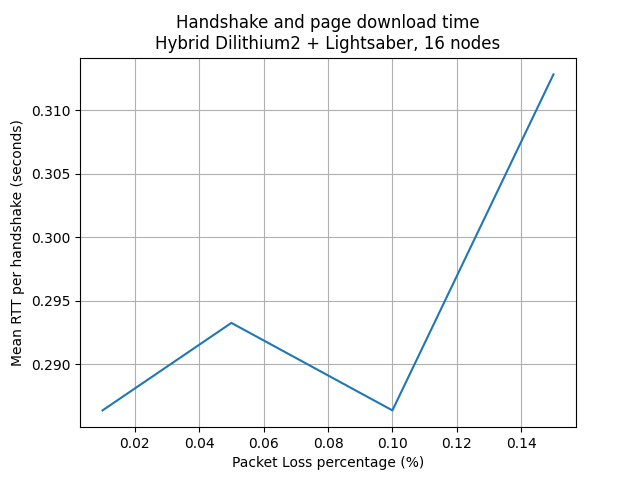 Handshake and page download time
Hybrid Dilithium2 + Lightsaber, 16 nodes
Mean RTT per handshake (seconds)
0.310
0.305
0.300
0.295
0.290
0.02 0.04 0.06 0.08 0.10 0.12 0.14
Packet Loss percentage (%)